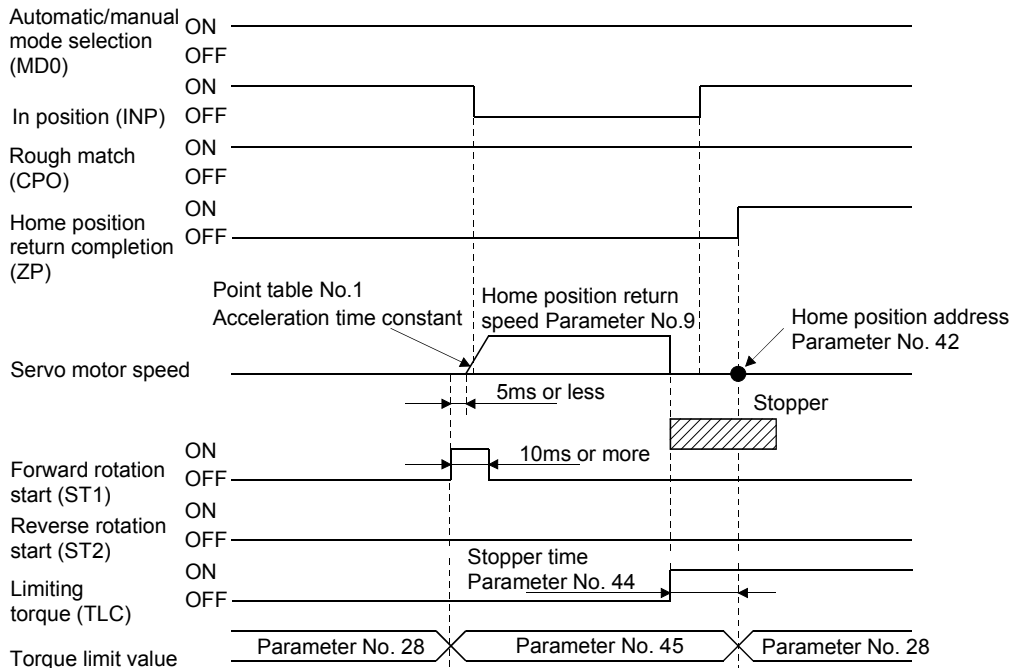 Automatic/manual
mode selection
(MD0)
ON
OFF
In position (INP)
ON
OFF
Rough match
(CPO)
ON
OFF
Home position
return completion
(ZP)
ON
OFF
Point table No.1
Acceleration time constant
Home position return
speed Parameter No.9
Home position address
Parameter No. 42
Servo motor speed
5ms or less
Stopper
Forward rotation
start (ST1)
ON
OFF
10ms or more
Reverse rotation
start (ST2)
ON
OFF
Stopper time
Parameter No. 44
Limiting
torque (TLC)
ON
OFF
Torque limit value
Parameter No. 28
Parameter No. 45
Parameter No. 28